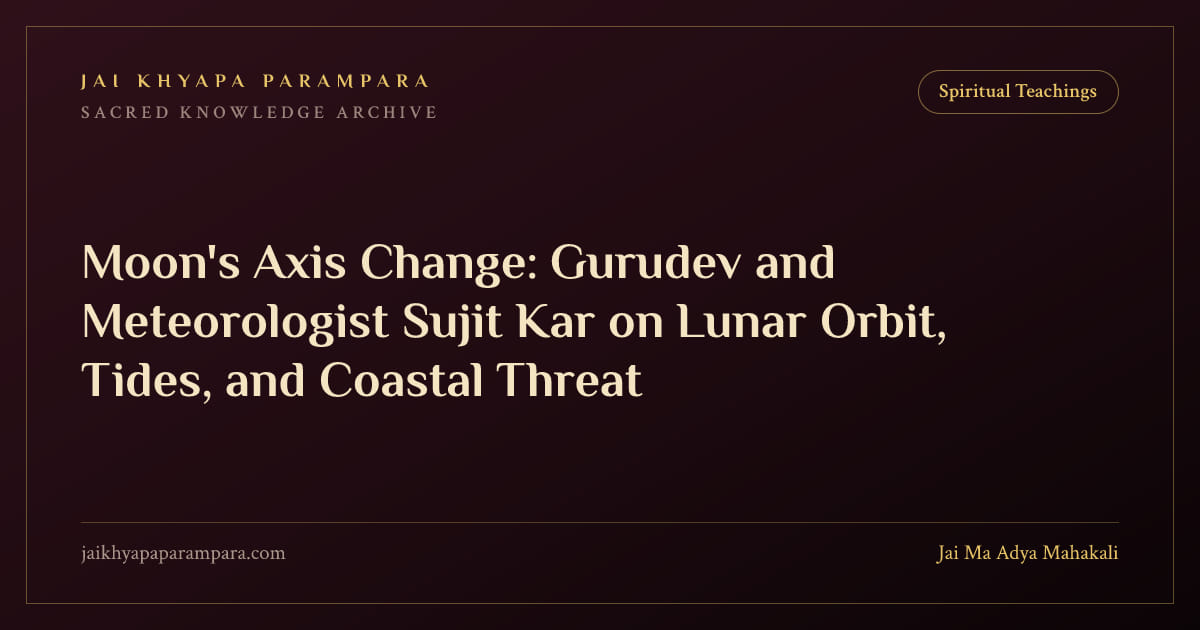 JAI KHYAPA PARAMPARA
SACRED KNOWLEDGE ARCHIVE
Spiritual Teachings
Moon's Axis Change: Gurudev and
Meteorologist Sujit Kar on Lunar Orbit,
Tides, and Coastal Threat
jaikhyapaparampara.com
Jai Ma Adya Mahakali